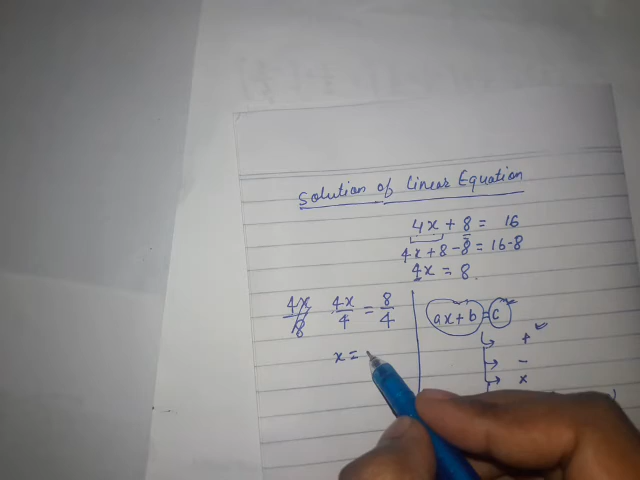 Solution of Linear Equation
4x + 8 = 16
4x + 8 - 8 = 16 - 8
4x = 8
4x/8 4x/4 = 8/4
x =
ax + b = c
+
-
x